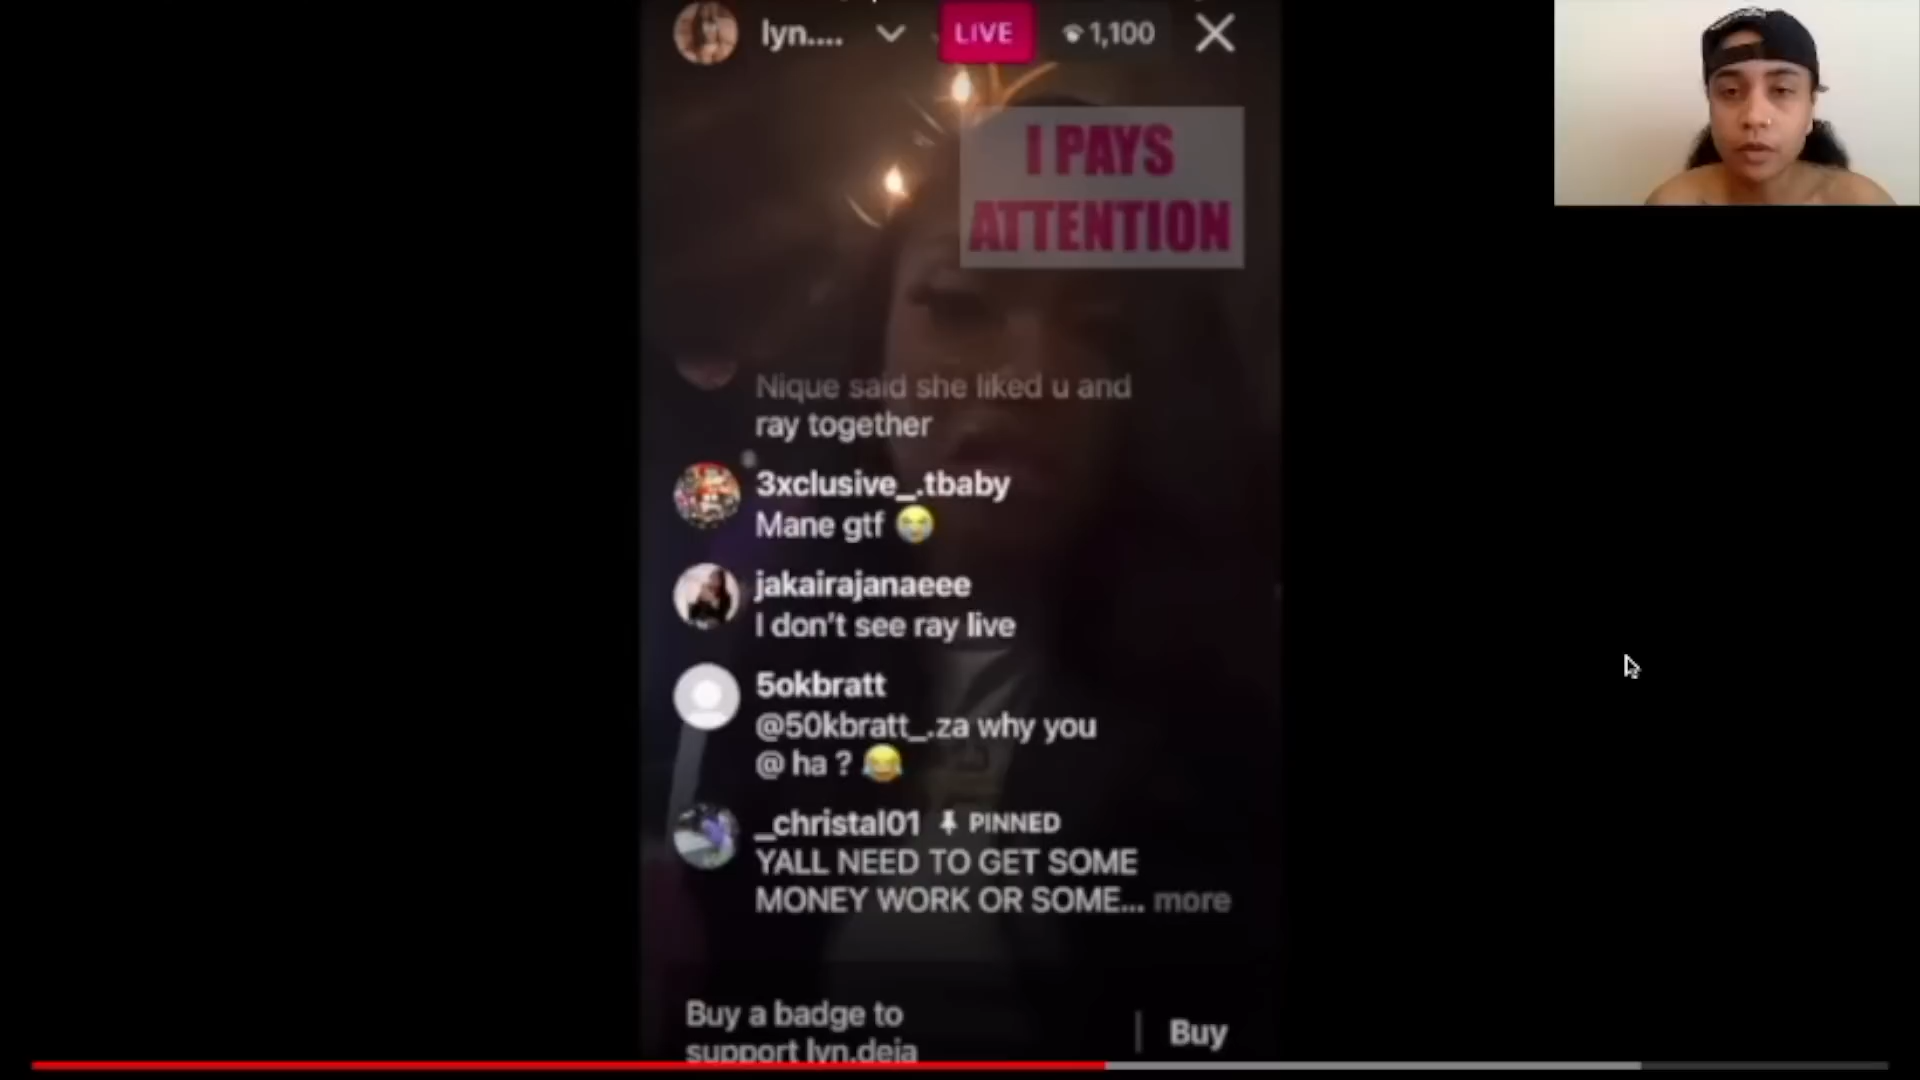 lyn....
LIVE
1,100
I PAYS
ATTENTION
Nique said she liked u and
ray together
3xclusive_.tbaby
Mane gtf 😭
jakairajanaeee
I don't see ray live
5okbratt
@50kbratt_.za why you
@ ha ? 😂
_christal01 PINNED
YALL NEED TO GET SOME
MONEY WORK OR SOME... more
Buy a badge to
support lyn.deja
Buy